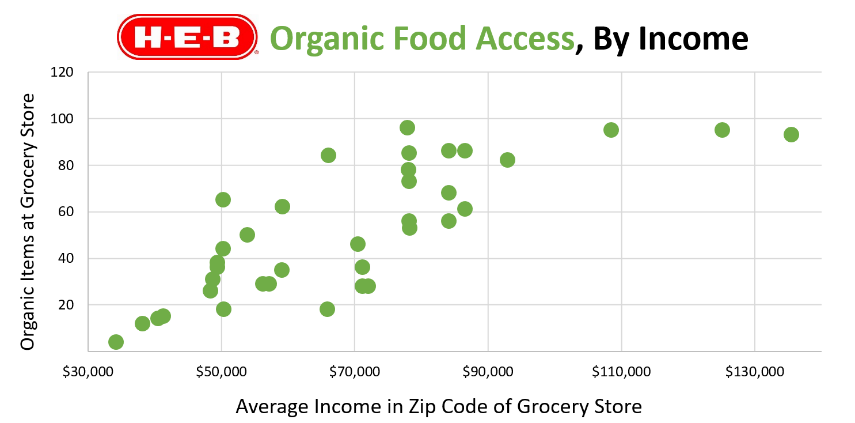 H-E-B® Organic Food Access, By Income
120
100
80
60
40
20
Organic Items at Grocery Store
$30,000 $50,000 $70,000 $90,000 $110,000 $130,000
Average Income in Zip Code of Grocery Store